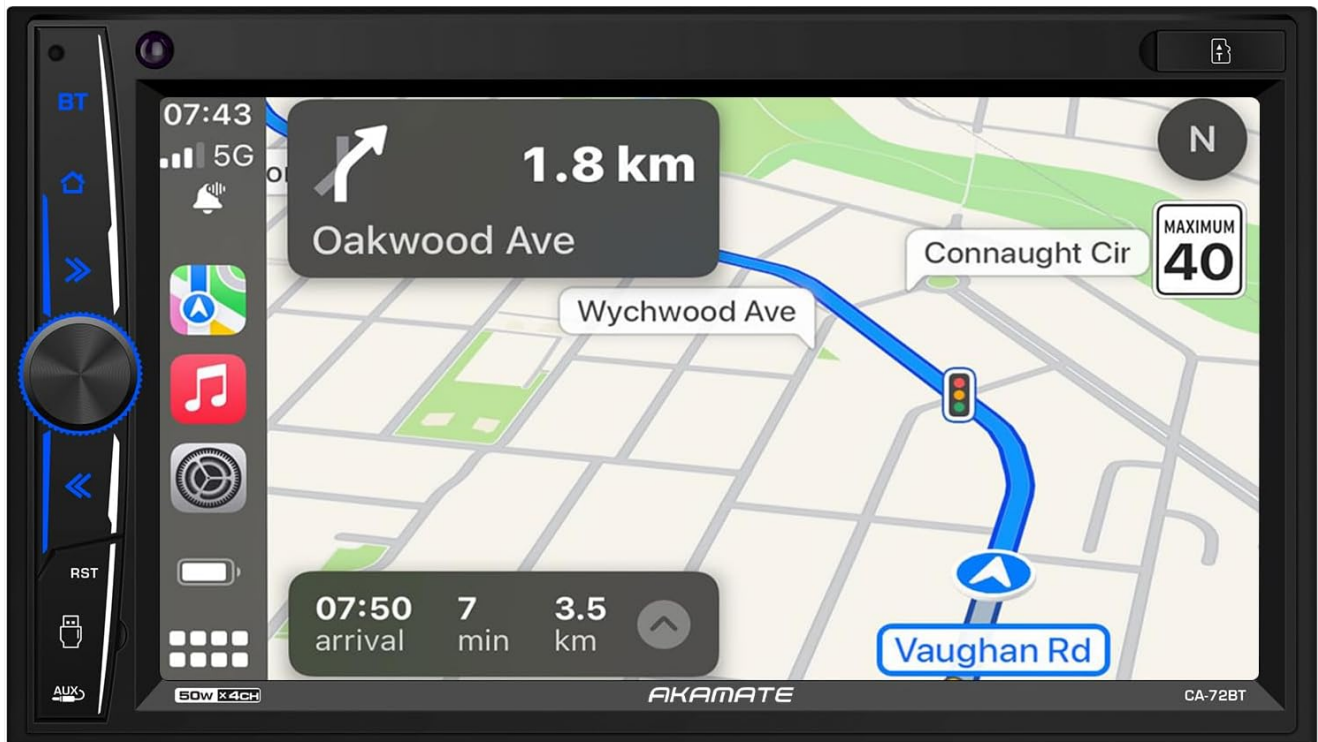 BT
RST
AUX
07:43
5G
1.8 km
Oakwood Ave
N
MAXIMUM
40
Connaught Cir
Wychwood Ave
07:50 7 3.5
arrival min km
Vaughan Rd
50W X 4CH
AKAMATE
CA-72BT